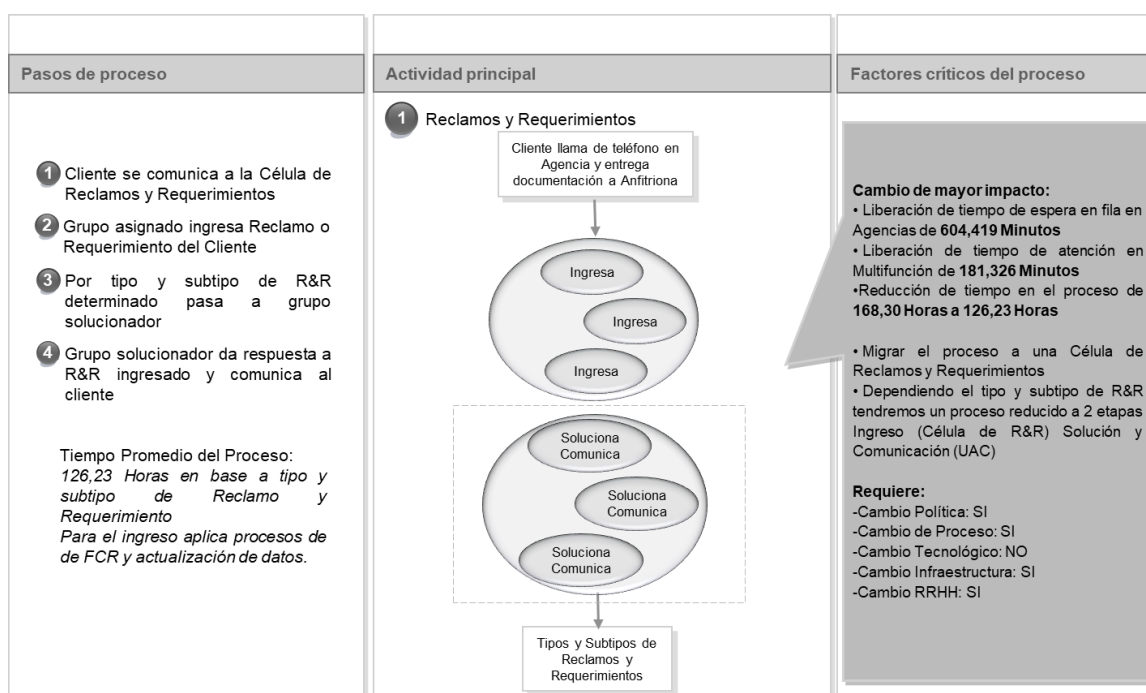 Pasos de proceso
1 Cliente se comunica a la Célula de
Reclamos y Requerimientos
2 Grupo asignado ingresa Reclamo o
Requerimiento del Cliente
3 Por tipo y subtipo de R&R
determinado pasa a grupo
solucionador
4 Grupo solucionador da respuesta a
R&R ingresado y comunica al
cliente
Tiempo Promedio del Proceso:
126,23 Horas en base a tipo y
subtipo de Reclamo y
Requerimiento
Para el ingreso aplica procesos de
de FCR y actualización de datos.
Actividad principal
1 Reclamos y Requerimientos
Cliente llama de teléfono en
Agencia y entrega
documentación a Anfitriona
Ingresa
Ingresa
Ingresa
Soluciona
Comunica
Soluciona
Comunica
Soluciona
Comunica
Tipos y Subtipos de
Reclamos y
Requerimientos
Factores críticos del proceso
Cambio de mayor impacto:
• Liberación de tiempo de espera en fila en
Agencias de 604,419 Minutos
• Liberación de tiempo de atención en
Multifunción de 181,326 Minutos
•Reducción de tiempo en el proceso de
168,30 Horas a 126,23 Horas
• Migrar el proceso a una Célula de
Reclamos y Requerimientos
• Dependiendo el tipo y subtipo de R&R
tendremos un proceso reducido a 2 etapas
Ingreso (Célula de R&R) Solución y
Comunicación (UAC)
Requiere:
-Cambio Política: SI
-Cambio de Proceso: SI
-Cambio Tecnológico: NO
-Cambio Infraestructura: SI
-Cambio RRHH: SI